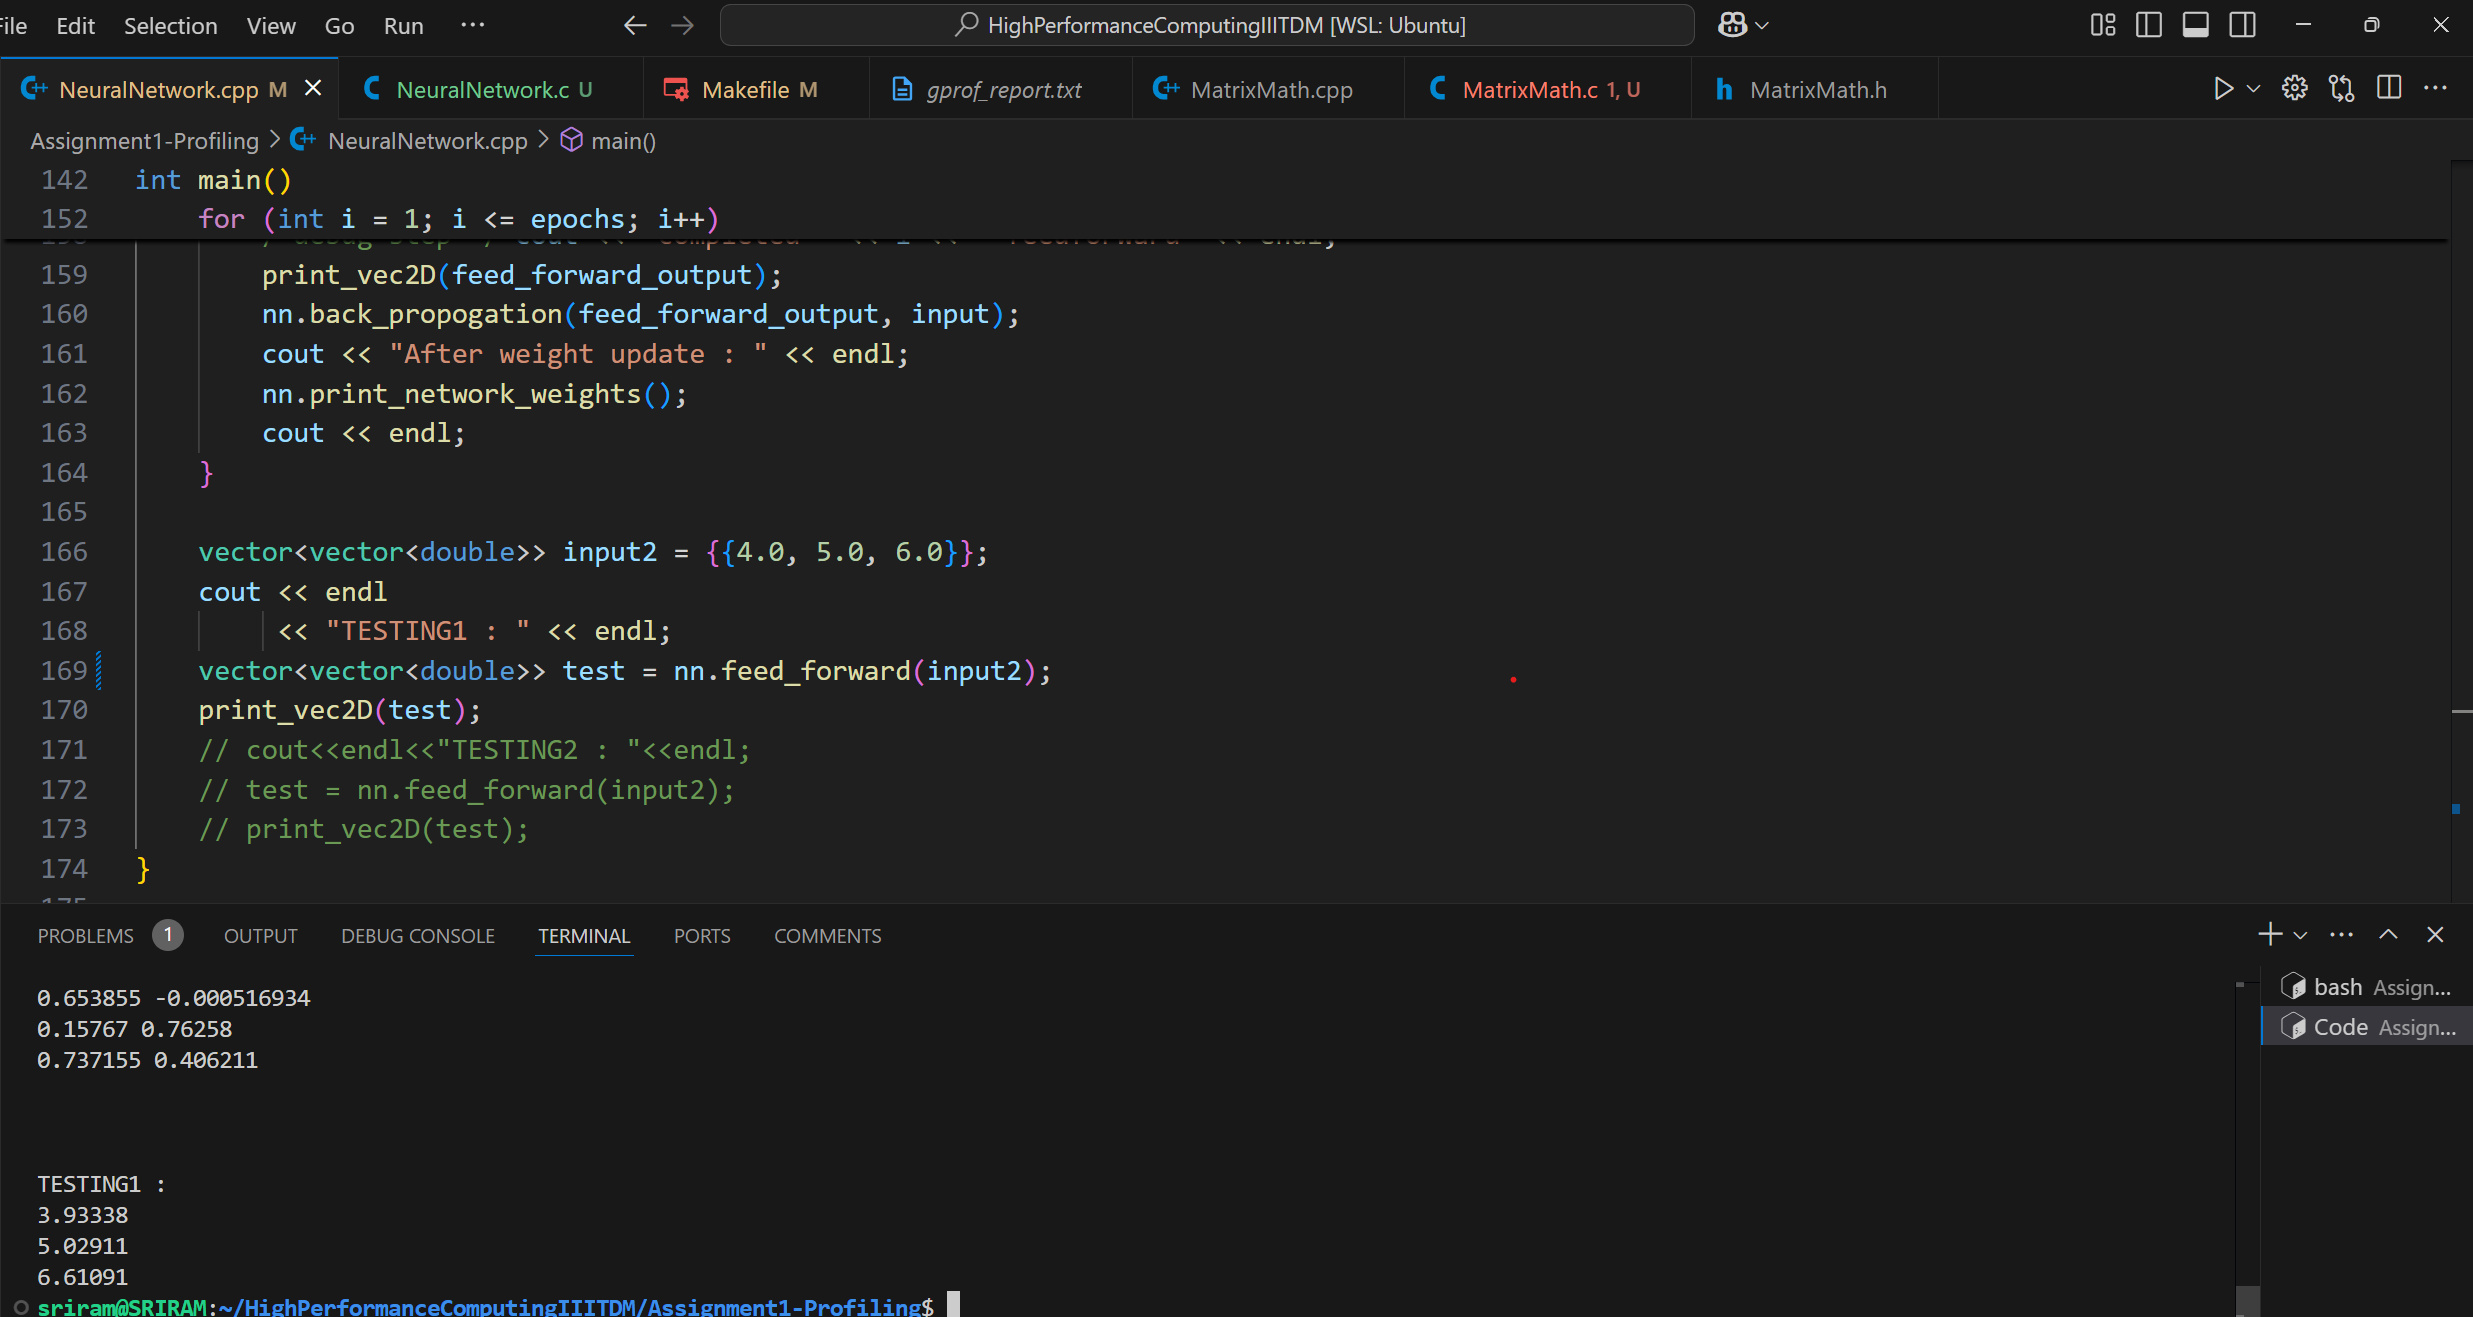 File Edit Selection View Go Run ···
HighPerformanceComputingIIITDM [WSL: Ubuntu]
NeuralNetwork.cpp M
NeuralNetwork.c U
Makefile M
gprof_report.txt
MatrixMath.cpp
MatrixMath.c 1, U
MatrixMath.h
Assignment1-Profiling > NeuralNetwork.cpp > main()
142 int main()
152 for (int i = 1; i <= epochs; i++)
159 print_vec2D(feed_forward_output);
160 nn.back_propogation(feed_forward_output, input);
161 cout << "After weight update : " << endl;
162 nn.print_network_weights();
163 cout << endl;
164 }
165
166 vector<vector<double>> input2 = {{4.0, 5.0, 6.0}};
167 cout << endl
168 << "TESTING1 : " << endl;
169 vector<vector<double>> test = nn.feed_forward(input2);
170 print_vec2D(test);
171 // cout<<endl<<"TESTING2 : "<<endl;
172 // test = nn.feed_forward(input2);
173 // print_vec2D(test);
174 }
PROBLEMS 1 OUTPUT DEBUG CONSOLE TERMINAL PORTS COMMENTS
0.653855 -0.000516934
0.15767 0.76258
0.737155 0.406211
TESTING1 :
3.93338
5.02911
6.61091
sriram@SRIRAM:~/HighPerformanceComputingIIITDM/Assignment1-Profiling$
bash Assign...
Code Assign...